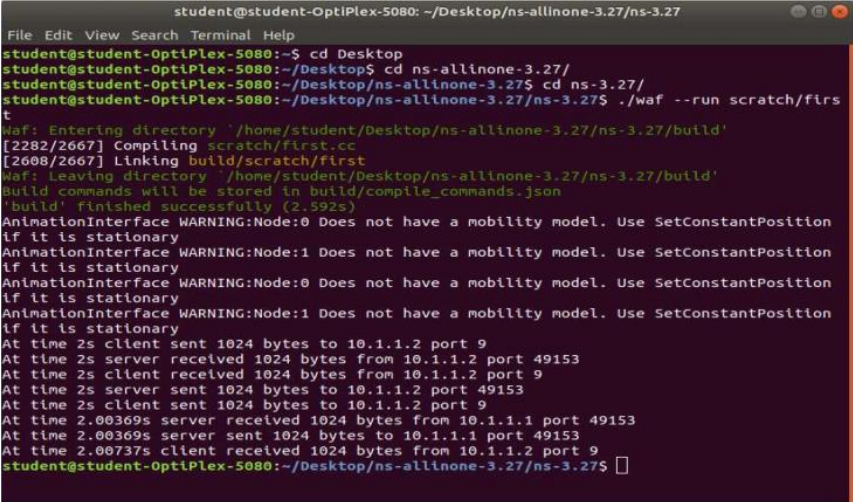 student@student-OptiPlex-5080: ~/Desktop/ns-allinone-3.27/ns-3.27
File Edit View Search Terminal Help
student@student-OptiPlex-5080:~$ cd Desktop
student@student-OptiPlex-5080:~/Desktop$ cd ns-allinone-3.27/
student@student-OptiPlex-5080:~/Desktop/ns-allinone-3.27$ cd ns-3.27/
student@student-OptiPlex-5080:~/Desktop/ns-allinone-3.27/ns-3.27$ ./waf --run scratch/firs
t
Waf: Entering directory `/home/student/Desktop/ns-allinone-3.27/ns-3.27/build'
[2282/2667] Compiling scratch/first.cc
[2608/2667] Linking build/scratch/first
Waf: Leaving directory `/home/student/Desktop/ns-allinone-3.27/ns-3.27/build'
Build commands will be stored in build/compile_commands.json
'build' finished successfully (2.592s)
AnimationInterface WARNING:Node:0 Does not have a mobility model. Use SetConstantPosition
if it is stationary
AnimationInterface WARNING:Node:1 Does not have a mobility model. Use SetConstantPosition
if it is stationary
AnimationInterface WARNING:Node:0 Does not have a mobility model. Use SetConstantPosition
if it is stationary
AnimationInterface WARNING:Node:1 Does not have a mobility model. Use SetConstantPosition
if it is stationary
At time 2s client sent 1024 bytes to 10.1.1.2 port 9
At time 2s server received 1024 bytes from 10.1.1.2 port 49153
At time 2s client received 1024 bytes from 10.1.1.2 port 9
At time 2s server sent 1024 bytes to 10.1.1.2 port 49153
At time 2s client sent 1024 bytes to 10.1.1.2 port 9
At time 2.00369s server received 1024 bytes from 10.1.1.1 port 49153
At time 2.00369s server sent 1024 bytes to 10.1.1.1 port 49153
At time 2.00737s client received 1024 bytes from 10.1.1.2 port 9
student@student-OptiPlex-5080:~/Desktop/ns-allinone-3.27/ns-3.27$